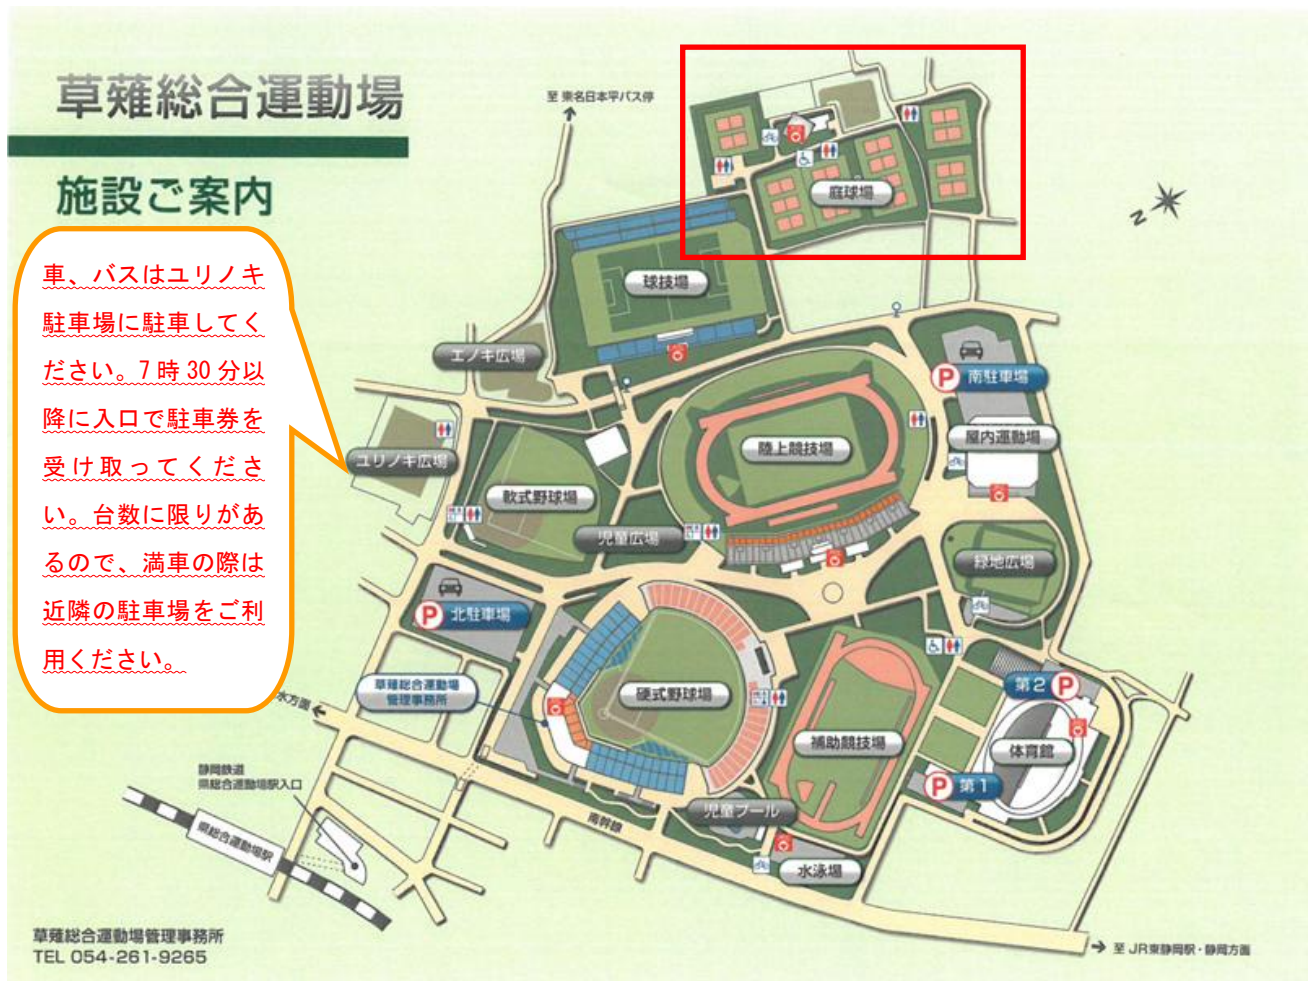 草薙総合運動場
施設ご案内
車、バスはユリノキ
駐車場に駐車してく
ださい。7時30分以
降に入口で駐車券を
受け取ってくださ
い。台数に限りがあ
るので、満車の際は
近隣の駐車場をご利
用ください。
至 東名日本平バス停
庭球場
N
球技場
エノキ広場
P 南駐車場
陸上競技場
屋内運動場
ユリノキ広場
軟式野球場
児童広場
緑地広場
P 北駐車場
草薙総合運動場
管理事務所
硬式野球場
第2 P
補助競技場
体育館
P 第1
水方面
静岡鉄道
県総合運動場駅入口
県総合運動場駅
児童プール
南幹線
水泳場
草薙総合運動場管理事務所
TEL 054-261-9265
至 JR東静岡駅・静岡方面